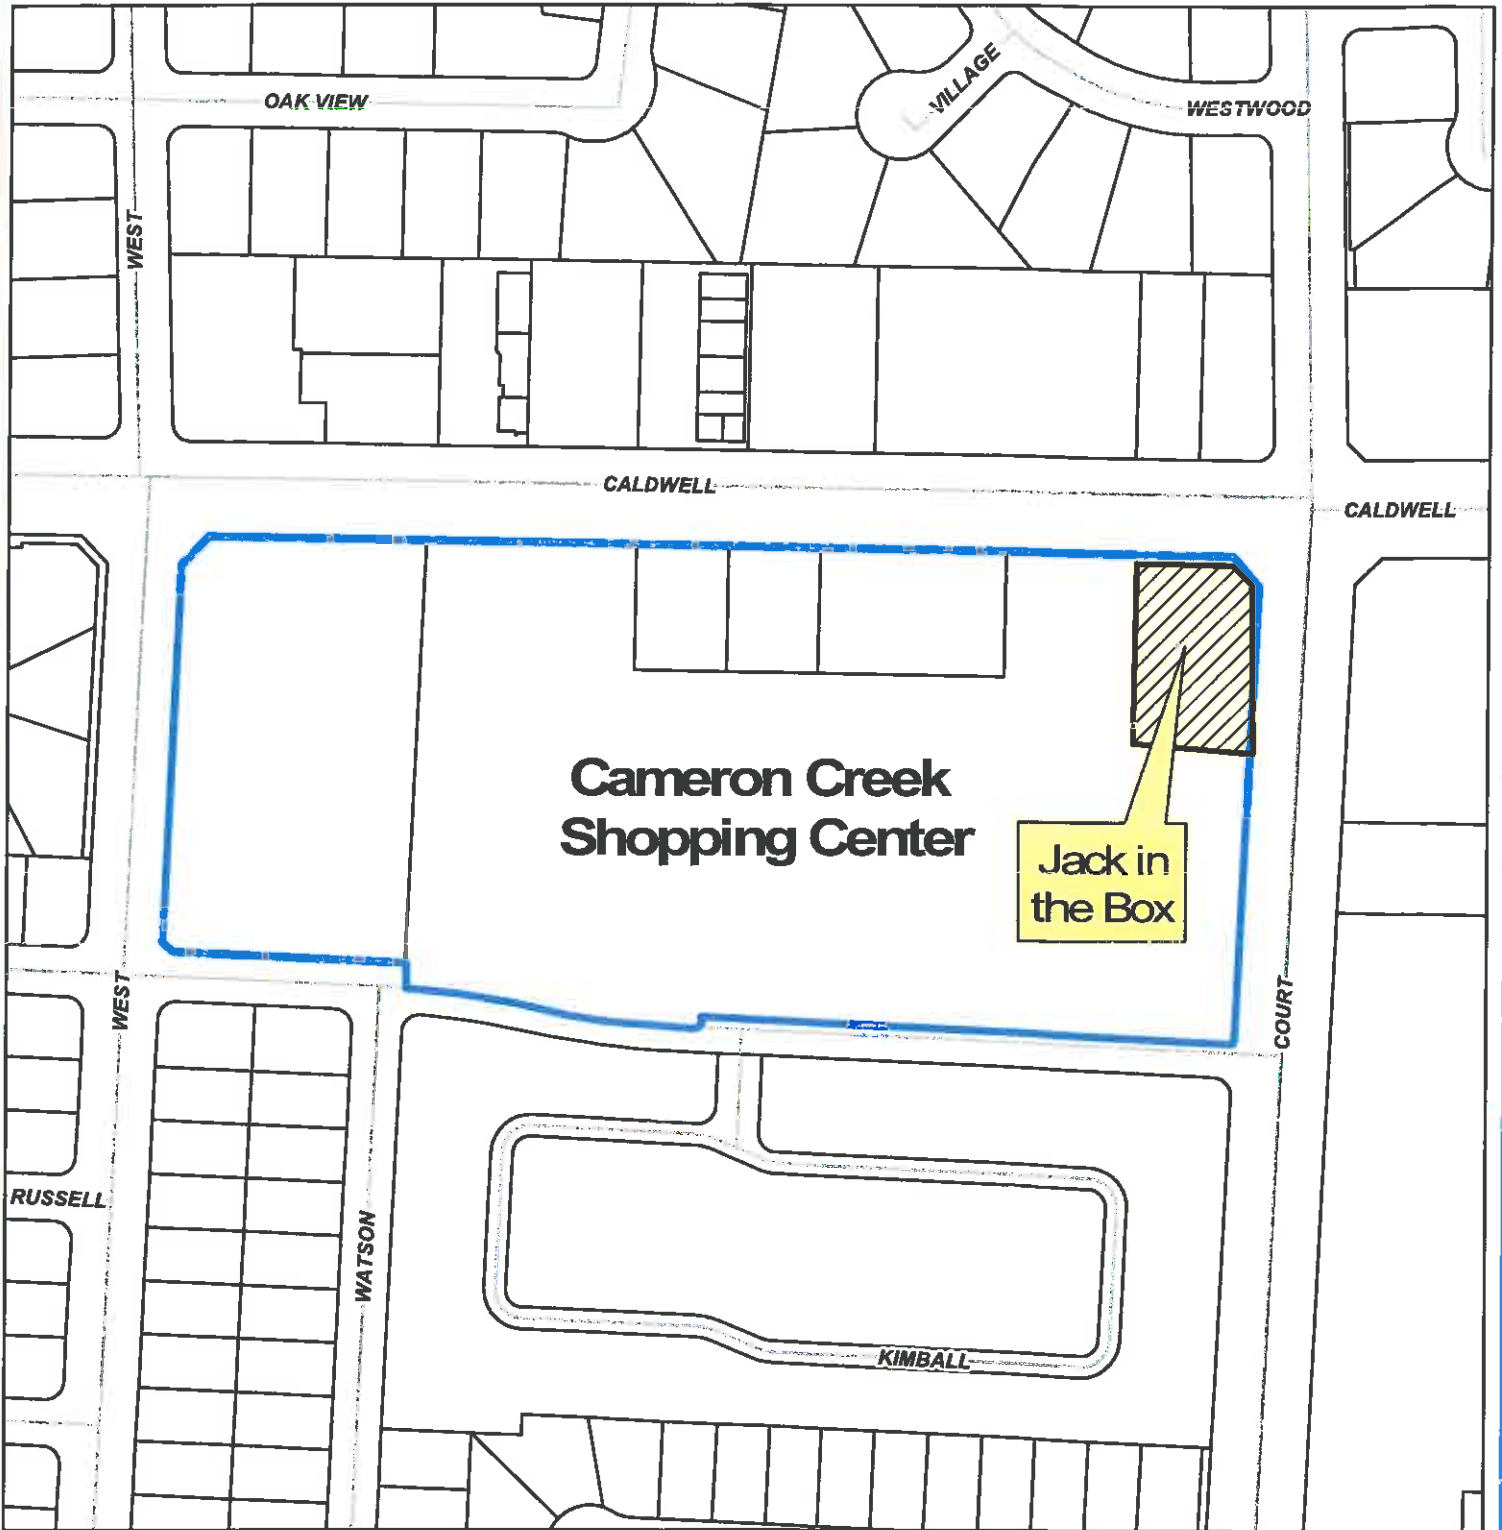 OAK VIEW
VILLAGE
WESTWOOD
WEST
CALDWELL
CALDWELL
Cameron Creek
Shopping Center
Jack in
the Box
WEST
COURT
RUSSELL
WATSON
KIMBALL